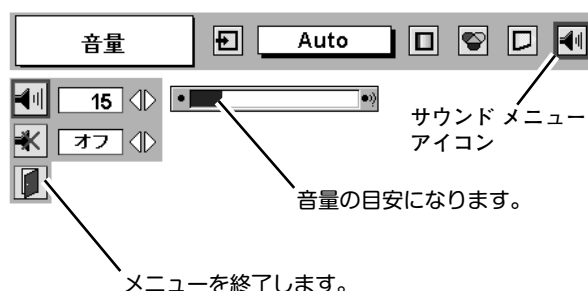 音量
Auto
15
オフ
サウンド メニュー
アイコン
音量の目安になります。
メニューを終了します。